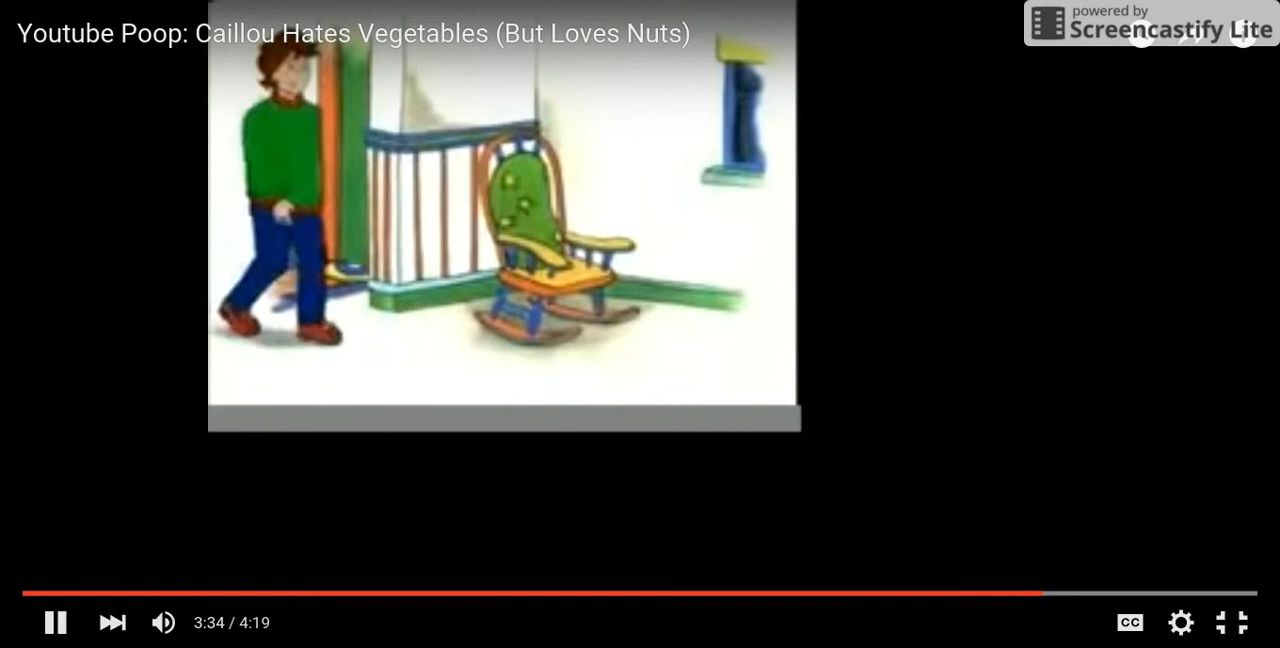 Youtube Poop: Caillou Hates Vegetables (But Loves Nuts)
powered by
Screencastify Lite
3:34 / 4:19
CC